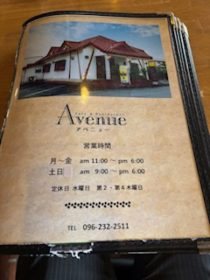 Cafe & Restaurant
Avenue
アベニュー
営業時間
月～金 am 11:00 ～ pm 6:00
土日 am 9:00 ～ pm 6:00
定休日 水曜日 第2・第4木曜日
TEL 096-232-2511